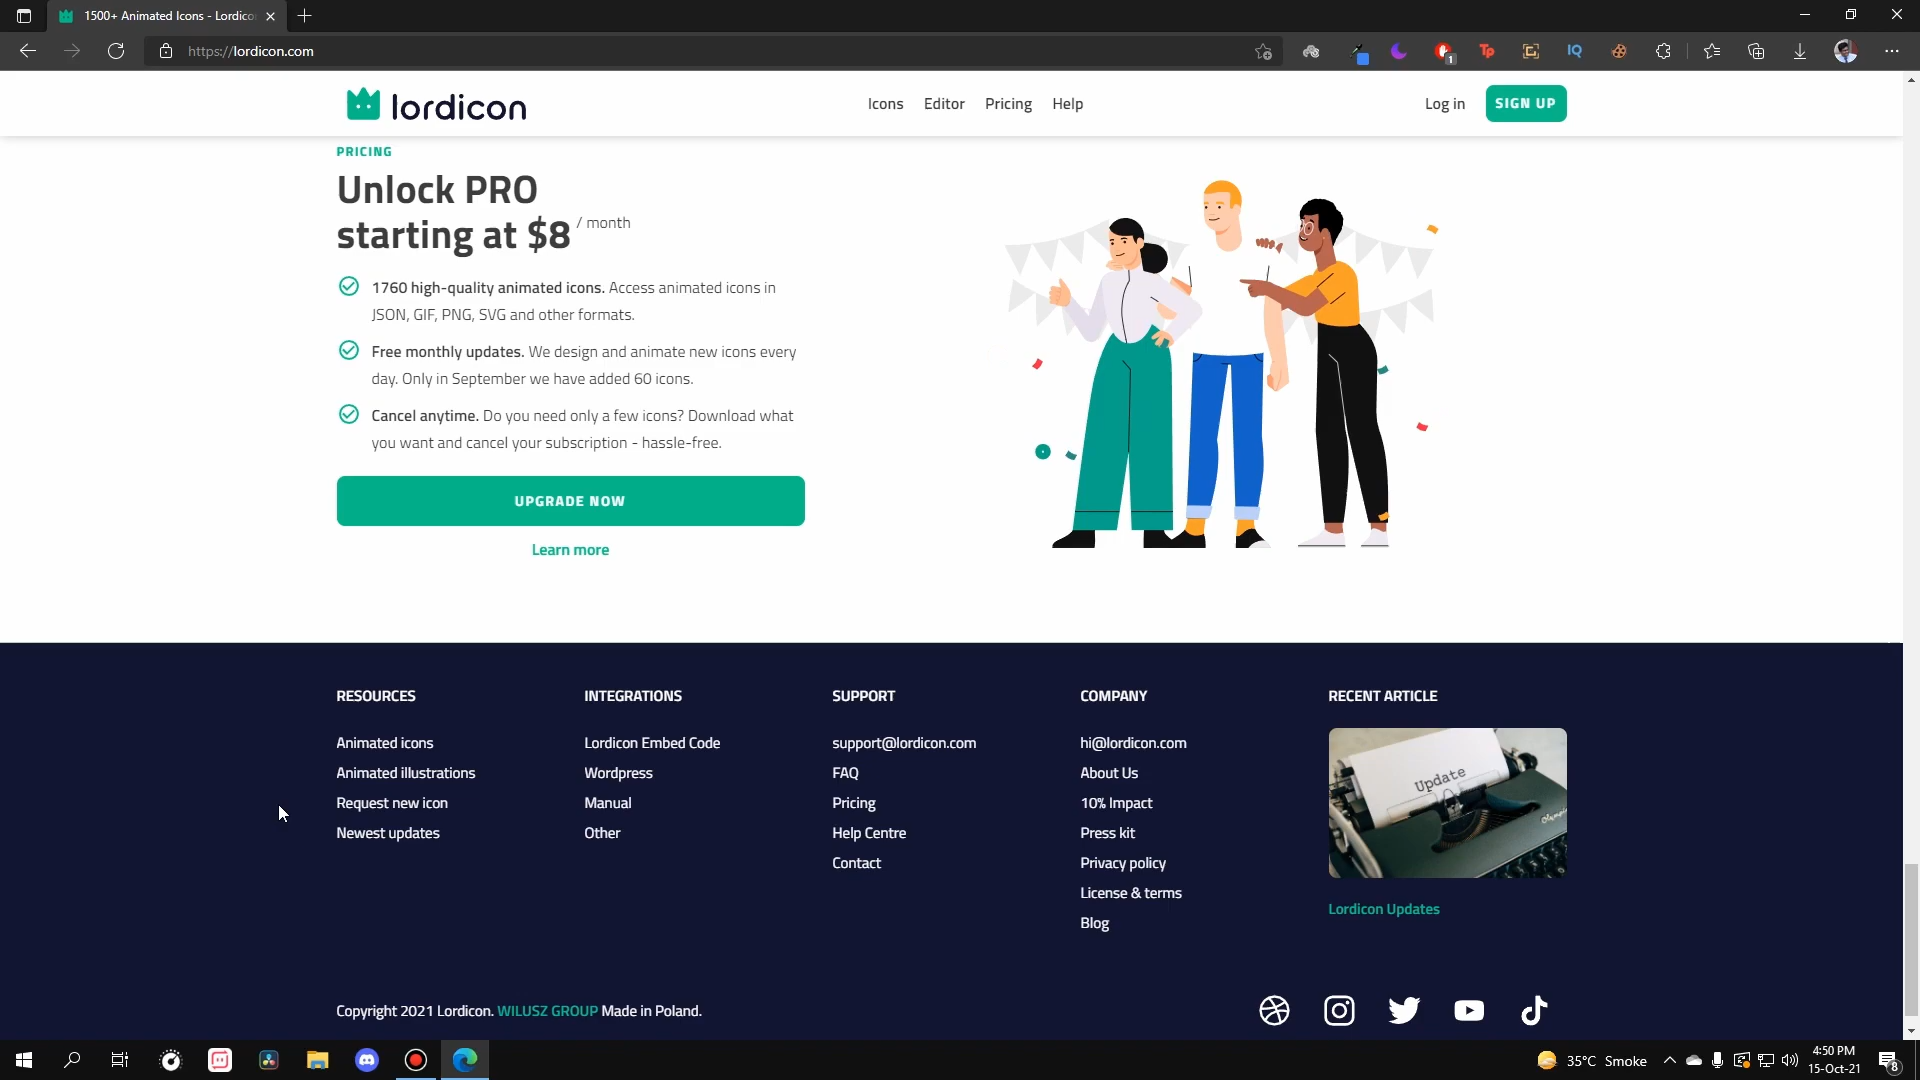 1500+ Animated Icons - Lordico
https://lordicon.com
1
Tp
IQ
lordicon
Icons
Editor
Pricing
Help
Log in
SIGN UP
PRICING
Unlock PRO
starting at $8 / month
1760 high-quality animated icons. Access animated icons in
JSON, GIF, PNG, SVG and other formats.
Free monthly updates. We design and animate new icons every
day. Only in September we have added 60 icons.
Cancel anytime. Do you need only a few icons? Download what
you want and cancel your subscription - hassle-free.
UPGRADE NOW
Learn more
RESOURCES
Animated icons
Animated illustrations
Request new icon
Newest updates
INTEGRATIONS
Lordicon Embed Code
Wordpress
Manual
Other
SUPPORT
support@lordicon.com
FAQ
Pricing
Help Centre
Contact
COMPANY
hi@lordicon.com
About Us
10% Impact
Press kit
Privacy policy
License & terms
Blog
RECENT ARTICLE
Update
Lordicon Updates
Copyright 2021 Lordicon. WILUSZ GROUP Made in Poland.
35°C Smoke
4:50 PM
15-Oct-21
8